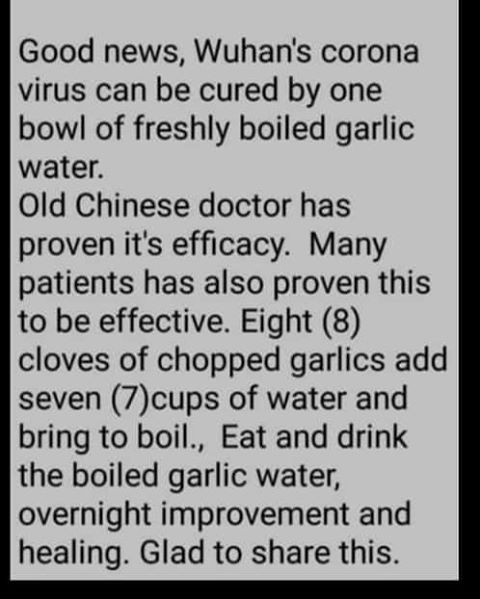 Good news, Wuhan's corona
virus can be cured by one
bowl of freshly boiled garlic
water.
Old Chinese doctor has
proven it's efficacy.  Many
patients has also proven this
to be effective. Eight (8)
cloves of chopped garlics add
seven (7)cups of water and
bring to boil.,  Eat and drink
the boiled garlic water,
overnight improvement and
healing. Glad to share this.